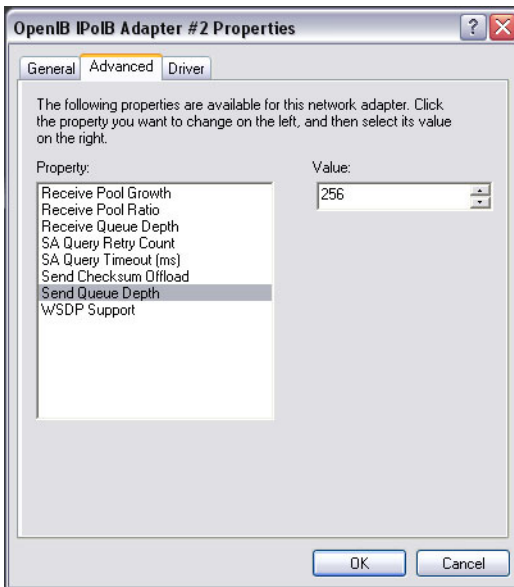 OpenIB IPoIB Adapter #2 Properties
General Advanced Driver
The following properties are available for this network adapter. Click
the property you want to change on the left, and then select its value
on the right.
Property:
Value:
Receive Pool Growth
Receive Pool Ratio
Receive Queue Depth
SA Query Retry Count
SA Query Timeout (ms)
Send Checksum Offload
Send Queue Depth
WSDP Support
256
OK Cancel